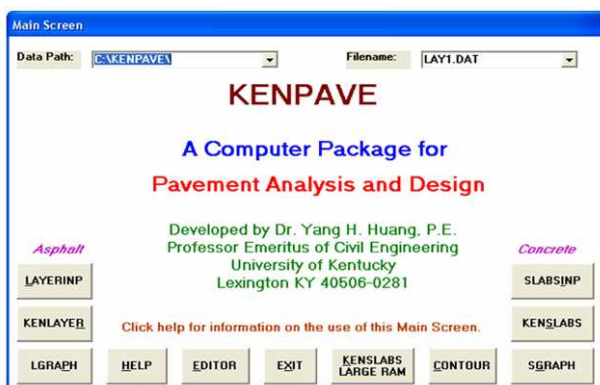 Main Screen
Data Path: C:\KENPAVE\ Filename: LAY1.DAT
KENPAVE
A Computer Package for
Pavement Analysis and Design
Developed by Dr. Yang H. Huang, P.E.
Professor Emeritus of Civil Engineering
University of Kentucky
Lexington KY 40506-0281
Asphalt Concrete
LAYERINP SLABSINP
KENLAYER Click help for information on the use of this Main Screen. KENSLABS
LGRAPH HELP EDITOR EXIT KENSLABS LARGE RAM CONTOUR SGRAPH